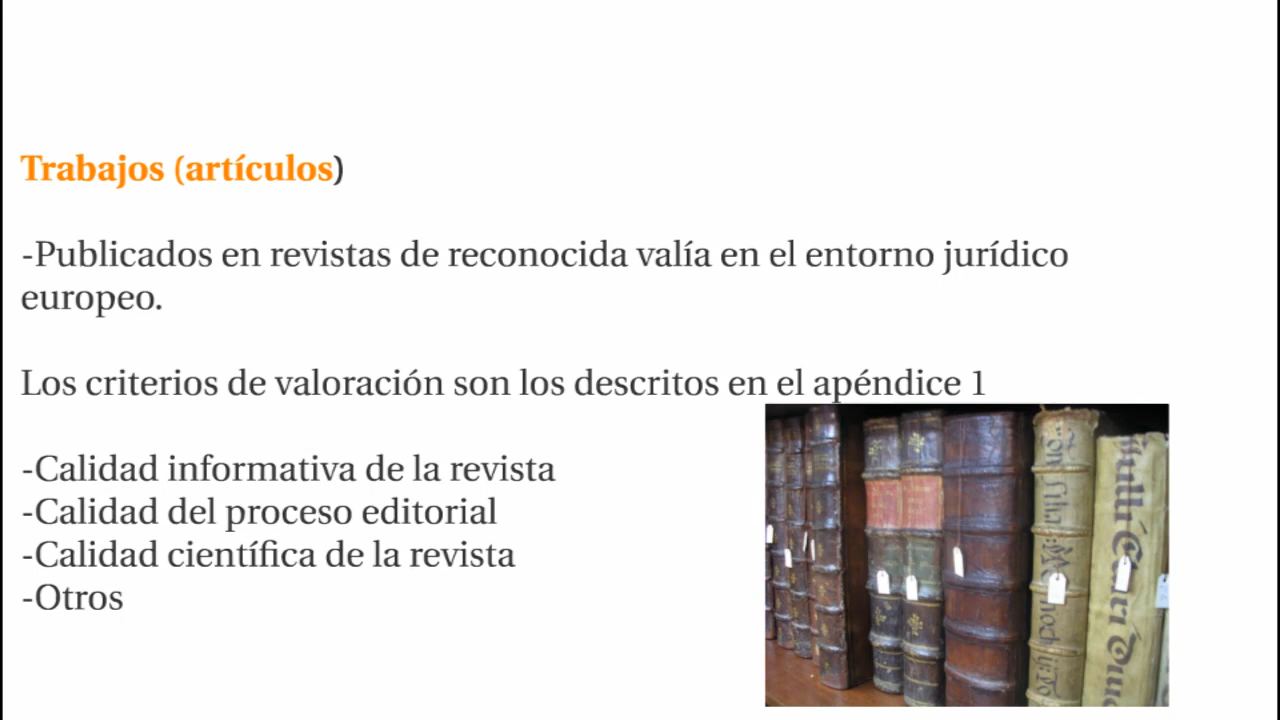 Trabajos (artículos)
-Publicados en revistas de reconocida valía en el entorno jurídico
europeo.
Los criterios de valoración son los descritos en el apéndice 1
-Calidad informativa de la revista
-Calidad del proceso editorial
-Calidad científica de la revista
-Otros